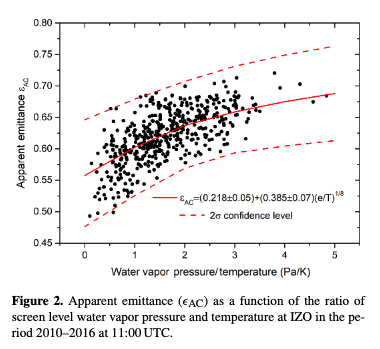 0.80
0.75
0.70
0.65
0.60
0.55
0.50
0.45
Apparent emittance ε_AC
ε_AC=(0.218±0.05)+(0.385±0.07)(e/T)^1/8
2σ confidence level
0 1 2 3 4 5
Water vapor pressure/temperature (Pa/K)
Figure 2. Apparent emittance (ϵ_AC) as a function of the ratio of
screen level water vapor pressure and temperature at IZO in the pe-
riod 2010–2016 at 11:00 UTC.